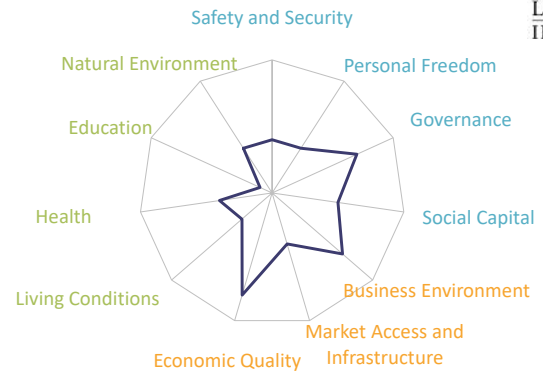 Safety and Security
Natural Environment
Personal Freedom
Education
Governance
Health
Social Capital
Living Conditions
Business Environment
Economic Quality
Market Access and
Infrastructure